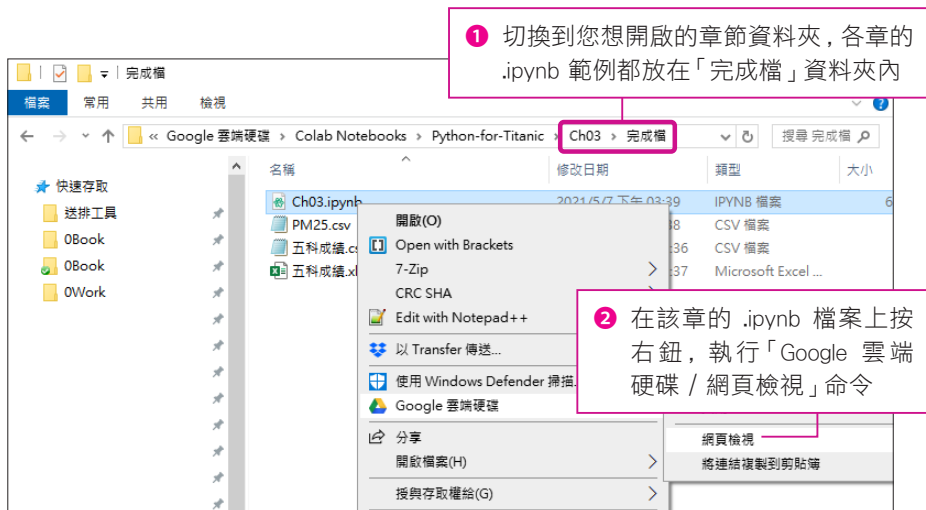 ❶ 切換到您想開啟的章節資料夾，各章的
.ipynb 範例都放在「完成檔」資料夾內
完成檔
檔案 常用 共用 檢視
« Google 雲端硬碟 › Colab Notebooks › Python-for-Titanic › Ch03 › 完成檔
搜尋 完成檔
名稱 修改日期 類型 大小
快速存取
送排工具
0Book
0Book
0Work
Ch03.ipynb 2021/5/7 下午 03:39 IPYNB 檔案 6
PM25.csv 38 CSV 檔案
五科成績.cs :36 CSV 檔案
五科成績.xl :37 Microsoft Excel ...
開啟(O)
Open with Brackets
7-Zip
CRC SHA
Edit with Notepad++
以 Transfer 傳送...
使用 Windows Defender 掃描
Google 雲端硬碟
分享
開啟檔案(H)
授與存取權給(G)
❷ 在該章的 .ipynb 檔案上按
右鈕，執行「Google 雲端
硬碟 / 網頁檢視」命令
網頁檢視
將連結複製到剪貼簿